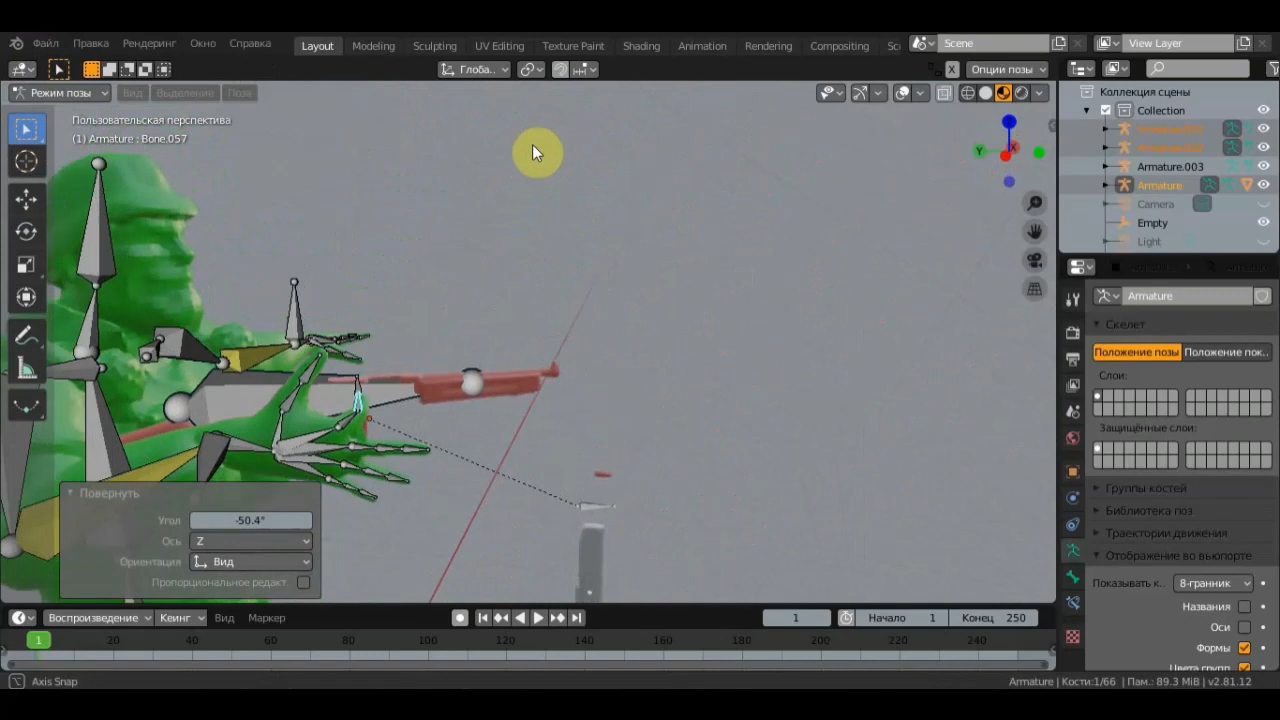 Файл Правка Рендеринг Окно Справка Layout Modeling Sculpting UV Editing Texture Paint Shading Animation Rendering Compositing Sc Scene View Layer
Глоба.. X Опции позы
Режим позы Вид Выделение Поза
Коллекция сцены
Collection
Armature.003
Armature
Camera
Empty
Light
Пользовательская перспектива
(1) Armature : Bone.057
Y X
Armature
Скелет
Положение позы Положение пок..
Слои:
Защищённые слои:
Группы костей
Библиотека поз
Траектории движения
Отображение во вьюпорте
Показывать к.. 8-гранник
Названия
Оси
Формы
Цвета групп
Повернуть
Угол -50.4°
Ось Z
Ориентация Вид
Пропорциональное редакт.
Воспроизведение Кеинг Вид Маркер 1 Начало 1 Конец 250
1 20 40 60 80 100 120 140 160 180 200 220 240
Axis Snap Armature | Кости:1/66 | Пам.: 89.3 MiB | v2.81.12